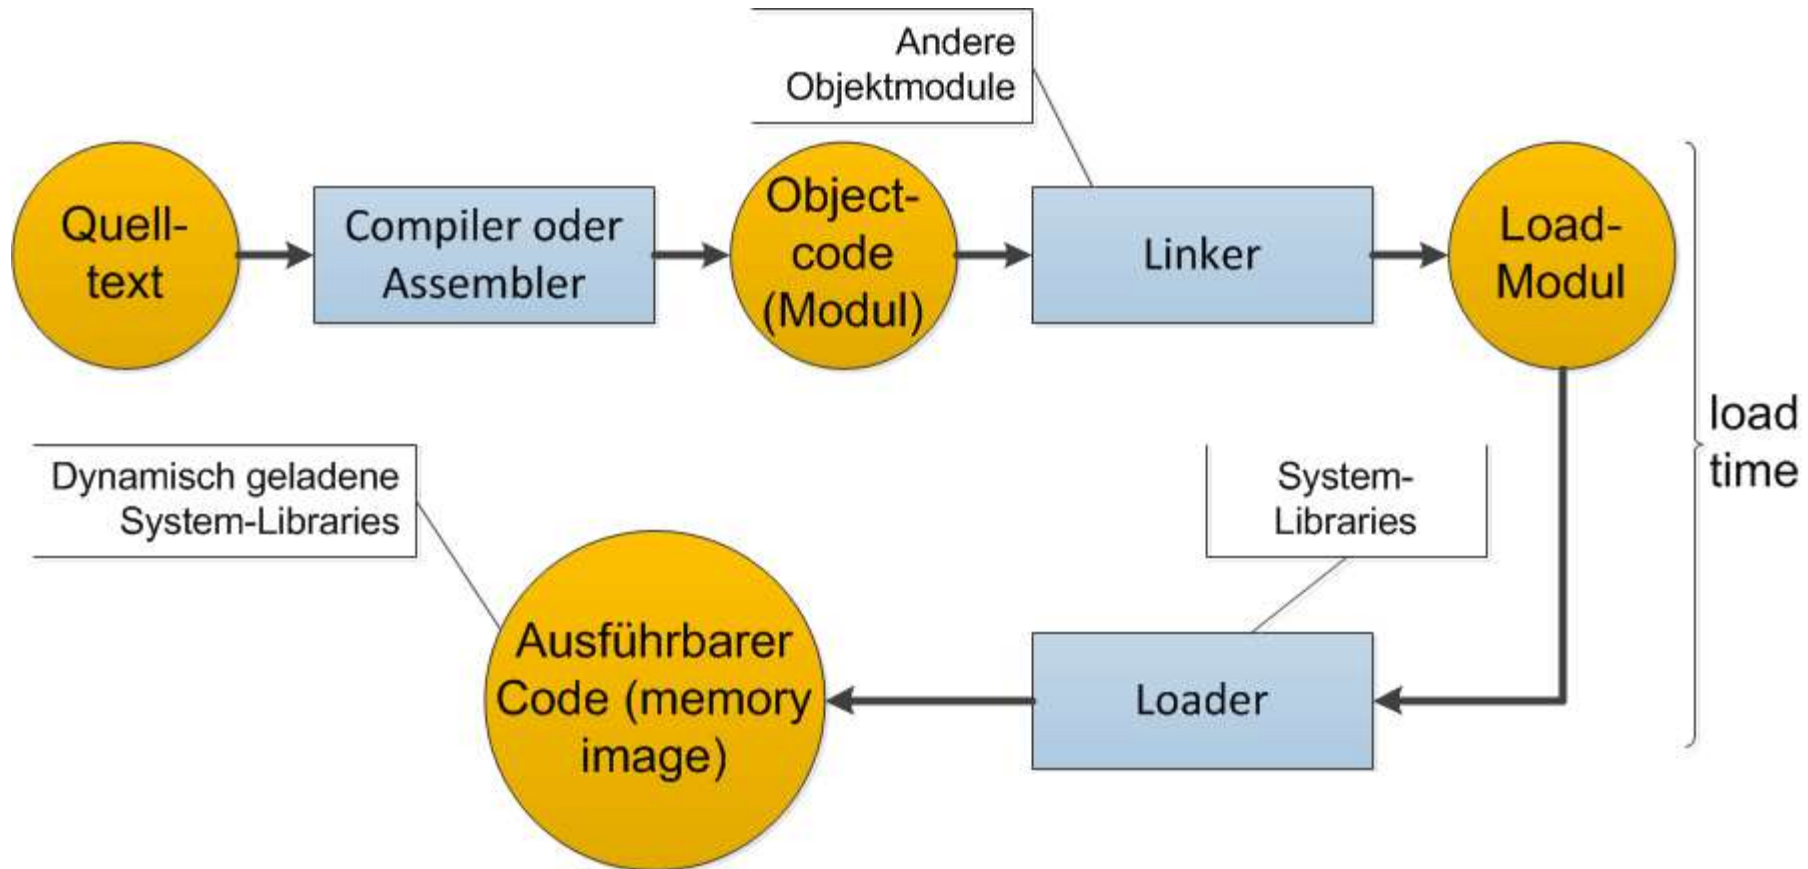 Andere
Objektmodule
Quell-
text
Compiler oder
Assembler
Object-
code
(Modul)
Linker
Load-
Modul
load
time
Dynamisch geladene
System-Libraries
System-
Libraries
Ausführbarer
Code (memory
image)
Loader